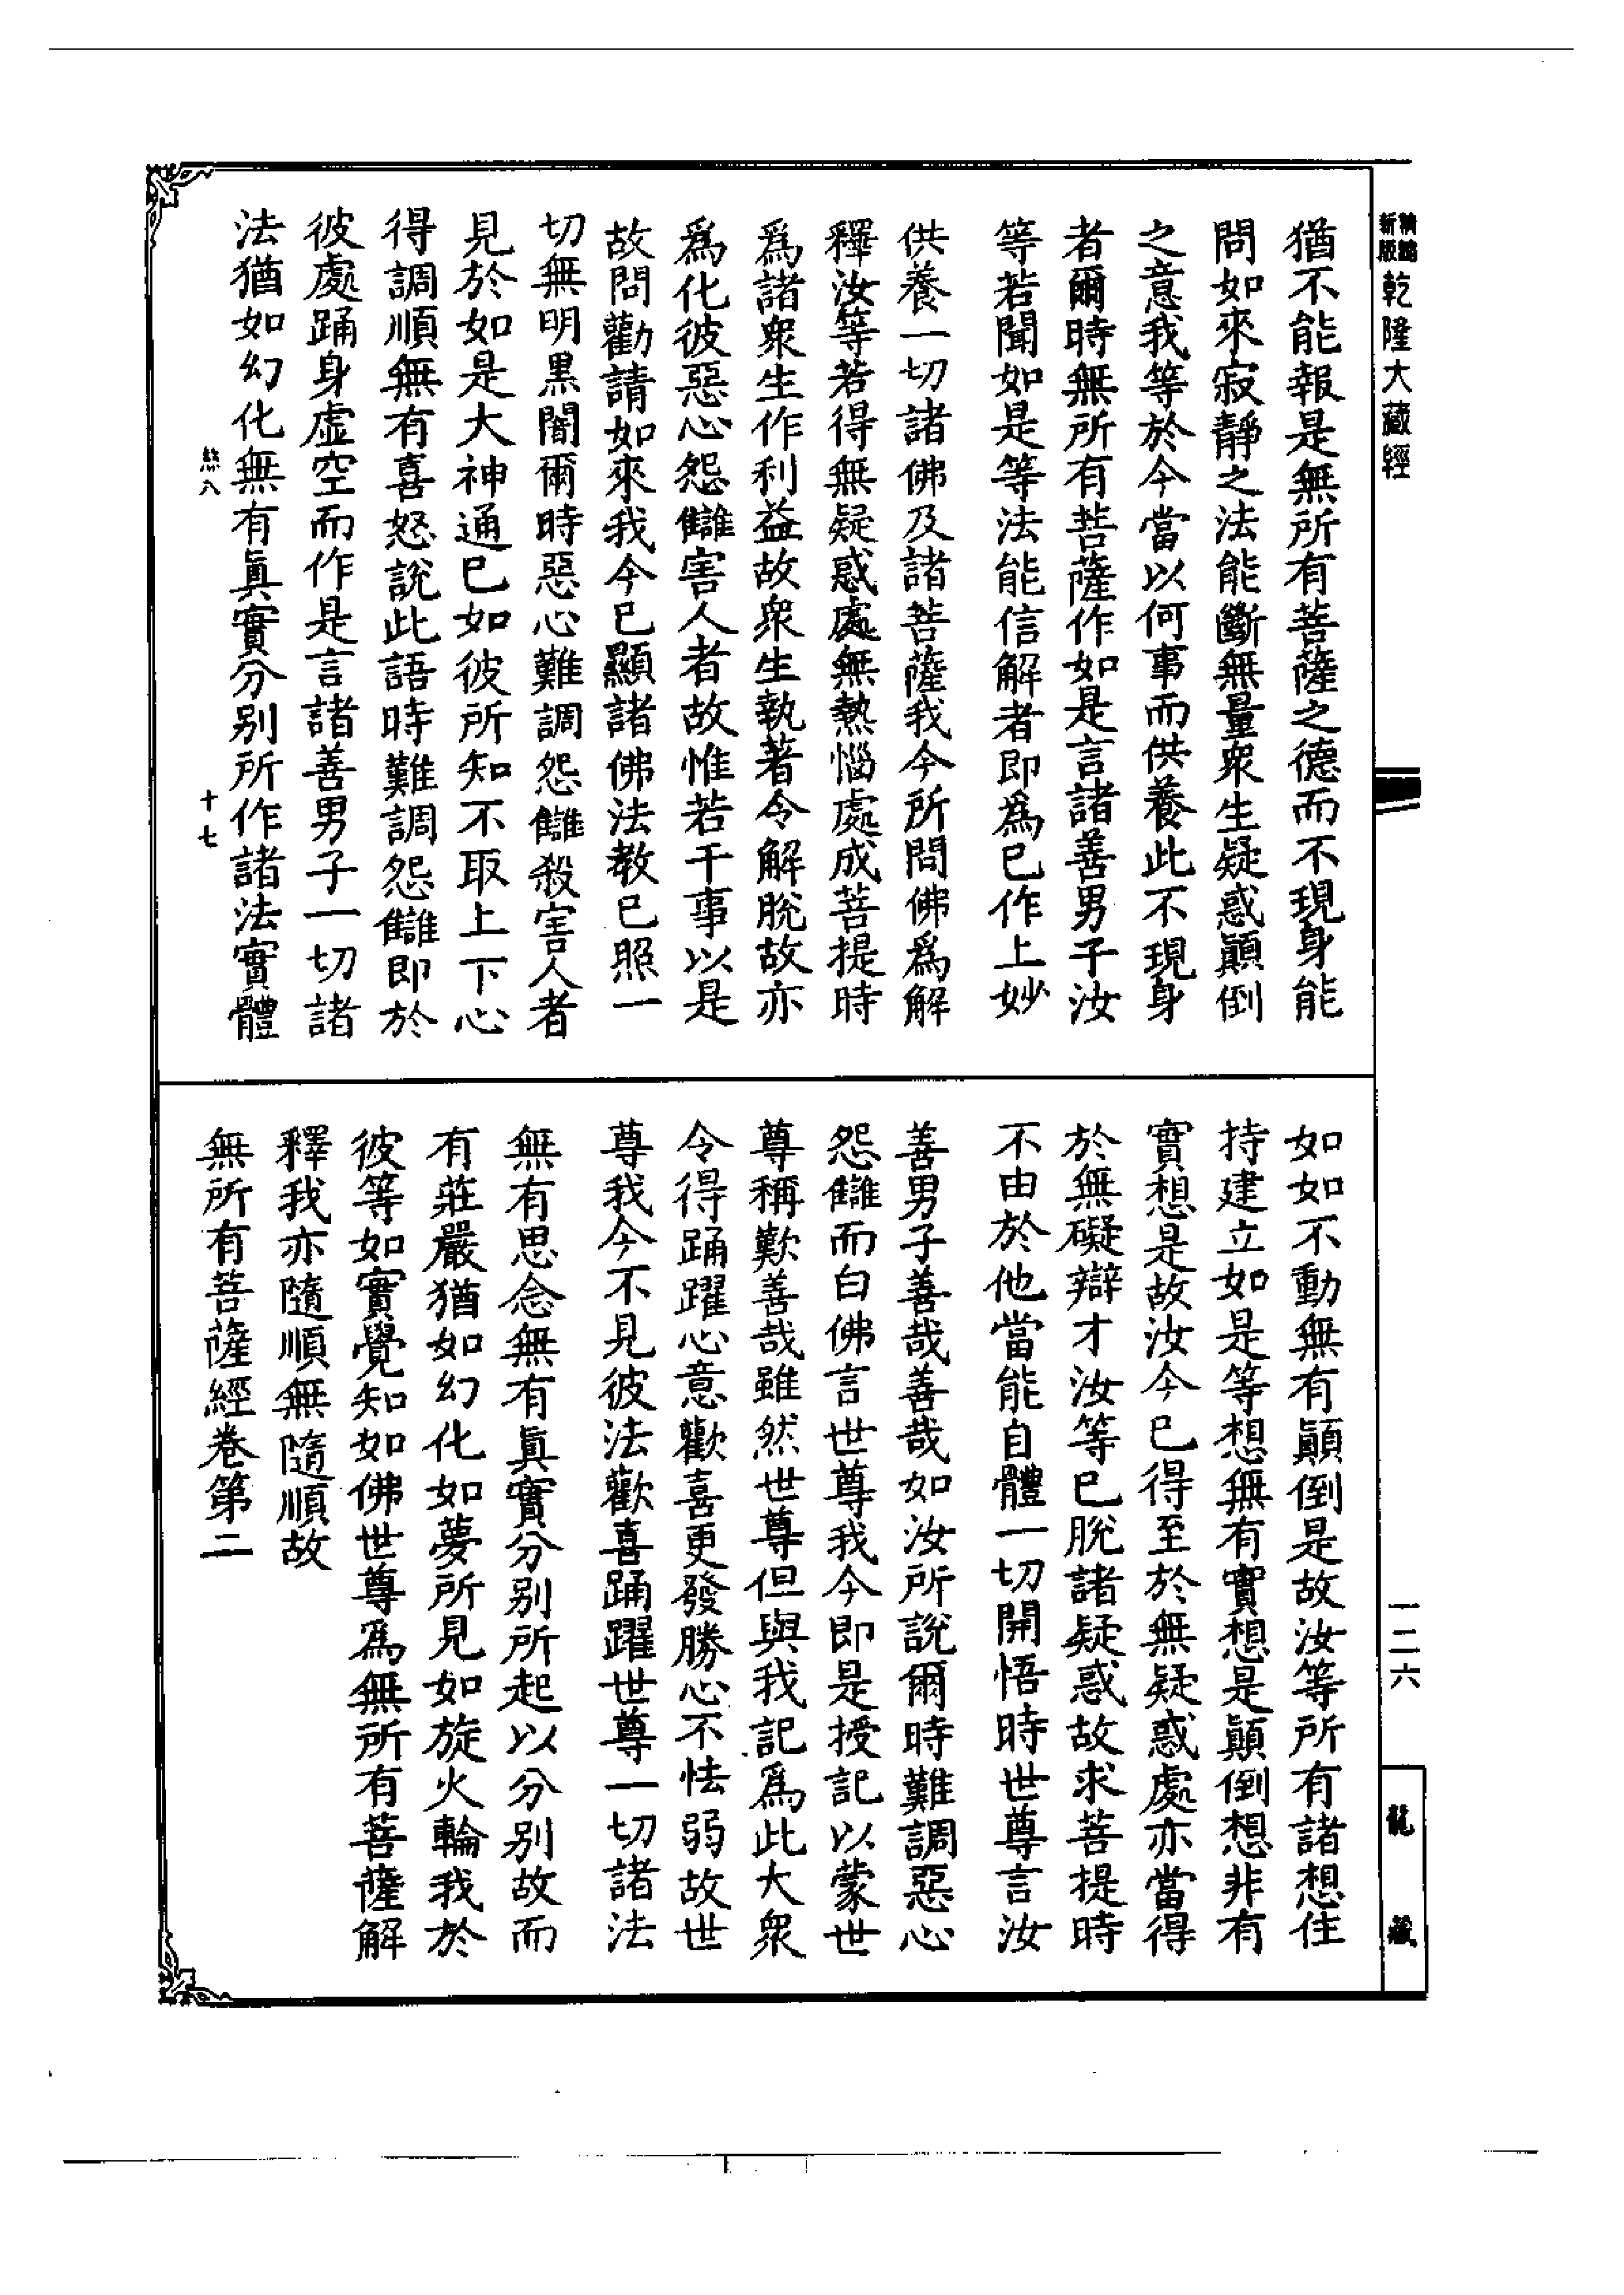 新版
精縮
乾隆大藏經
猶不能報是無所有菩薩之德而不現身能
問如來寂靜之法能斷無量衆生疑惑顚倒
之意我等於今當以何事而供養此不現身
者爾時無所有菩薩作如是言諸善男子汝
等若聞如是等法能信解者即爲已作上妙
供養一切諸佛及諸菩薩我今所問佛爲解
釋汝等若得無疑惑處無熱惱處成菩提時
爲諸衆生作利益故衆生執著令解脫故亦
爲化彼惡心怨讎害人者故惟若干事以是
故問勸請如來我今已顯諸佛法教已照一
切無明黒闇爾時惡心難調怨讎殺害人者
見於如是大神通已如彼所知不取上下心
得調順無有喜怒說此語時難調怨讎即於
彼處踊身虛空而作是言諸善男子一切諸
法猶如幻化無有眞實分別所作諸法實體
十七
如如不動無有顚倒是故汝等所有諸想住
持建立如是等想無有實想是顚倒想非有
實想是故汝今已得至於無疑惑處亦當得
於無礙辯才汝等已脫諸疑惑故求菩提時
不由於他當能自體一切開悟時世尊言汝
善男子善哉善哉如汝所說爾時難調惡心
怨讎而白佛言世尊我今即是授記以蒙世
尊稱歎善哉雖然世尊但與我記爲此大衆
令得踊躍心意歡喜更發勝心不怯弱故世
尊我今不見彼法歡喜踊躍世尊一切諸法
無有思念無有眞實分別所起以分別故而
有莊嚴猶如幻化如夢所見如旋火輪我於
彼等如實覺知如佛世尊爲無所有菩薩解
釋我亦隨順無隨順故
無所有菩薩經卷第二
一二六
龍藏